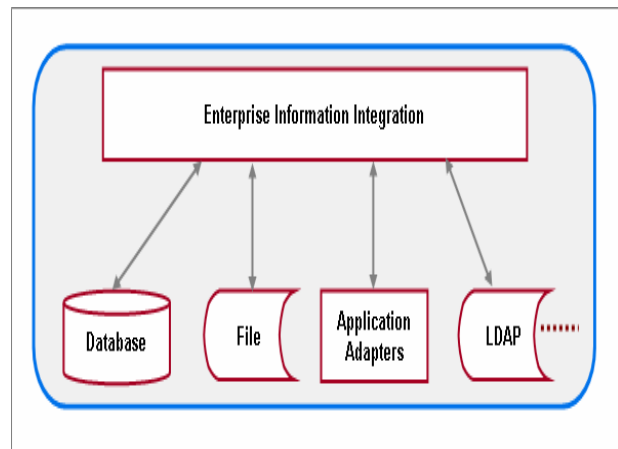 Enterprise Information Integration
Database
File
Application
Adapters
LDAP